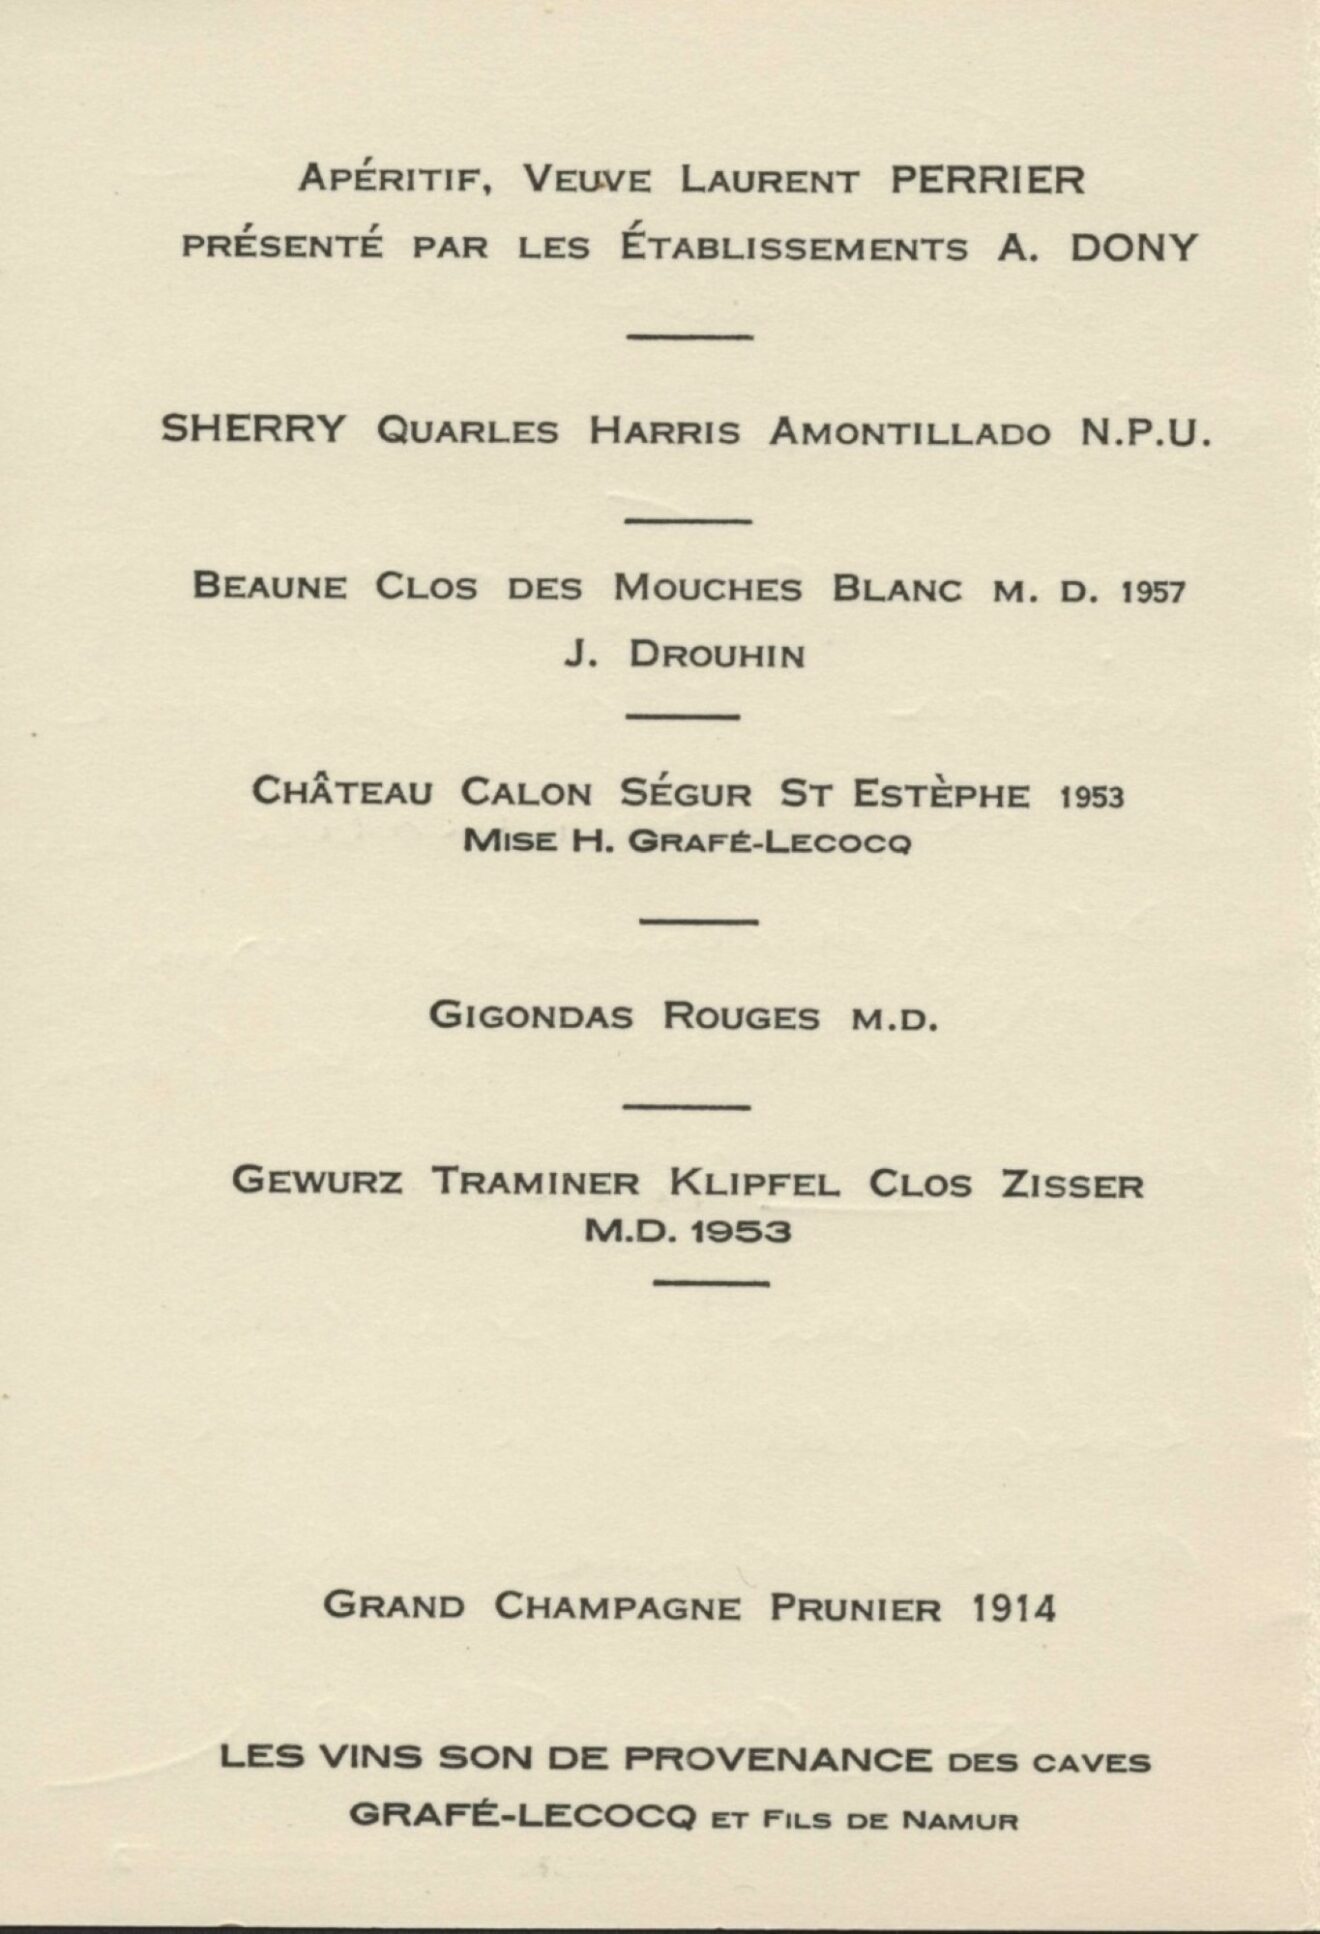 Apéritif, Veuve Laurent PERRIER
présenté par les Établissements A. DONY
SHERRY Quarles Harris Amontillado N.P.U.
Beaune Clos des Mouches Blanc M. D. 1957
J. Drouhin
Château Calon Ségur St Estèphe 1953
Mise H. Grafé-Lecocq
Gigondas Rouges M.D.
Gewurz Traminer Klipfel Clos Zisser
M.D. 1953
Grand Champagne Prunier 1914
LES VINS SON DE PROVENANCE des caves
GRAFÉ-LECOCQ et Fils de Namur